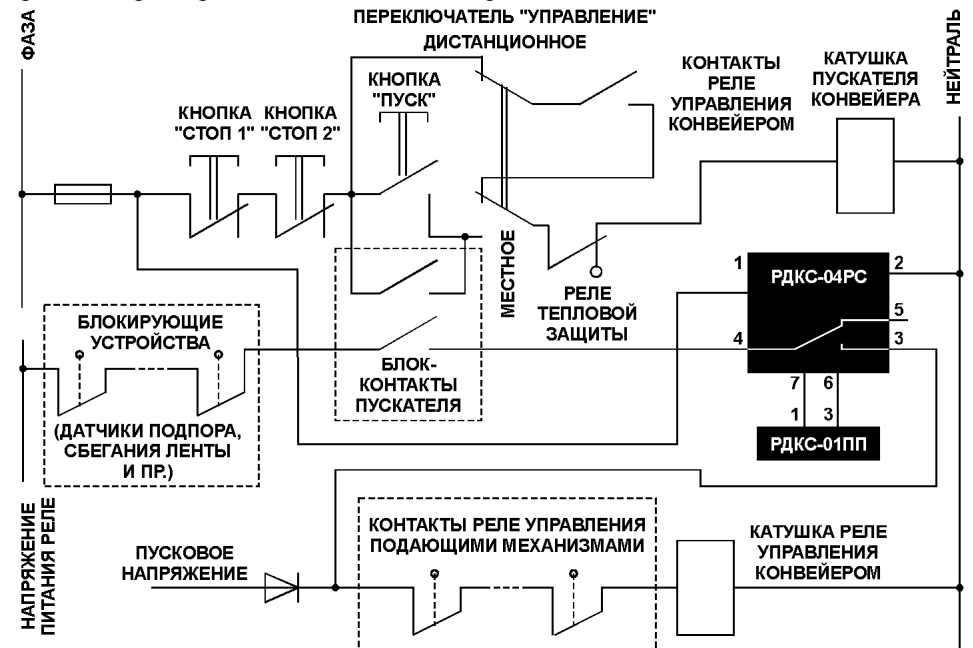 ПЕРЕКЛЮЧАТЕЛЬ "УПРАВЛЕНИЕ"
ДИСТАНЦИОННОЕ
ФАЗА
КНОПКА
"СТОП 1"
КНОПКА
"СТОП 2"
КНОПКА
"ПУСК"
КОНТАКТЫ
РЕЛЕ
УПРАВЛЕНИЯ
КОНВЕЙЕРОМ
КАТУШКА
ПУСКАТЕЛЯ
КОНВЕЙЕРА
НЕЙТРАЛЬ
МЕСТНОЕ
РЕЛЕ
ТЕПЛОВОЙ
ЗАЩИТЫ
1
РДКС-04РС
2
5
4
3
7
6
1
3
РДКС-01ПП
БЛОКИРУЮЩИЕ
УСТРОЙСТВА
(ДАТЧИКИ ПОДПОРА,
СБЕГАНИЯ ЛЕНТЫ
И ПР.)
БЛОК-
КОНТАКТЫ
ПУСКАТЕЛЯ
НАПРЯЖЕНИЕ
ПИТАНИЯ РЕЛЕ
ПУСКОВОЕ
НАПРЯЖЕНИЕ
КОНТАКТЫ РЕЛЕ УПРАВЛЕНИЯ
ПОДАЮЩИМИ МЕХАНИЗМАМИ
КАТУШКА РЕЛЕ
УПРАВЛЕНИЯ
КОНВЕЙЕРОМ